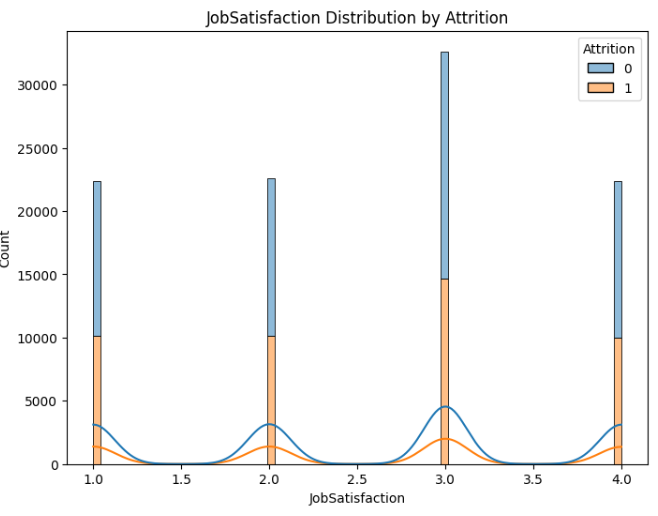 JobSatisfaction Distribution by Attrition
Attrition
0
1
30000
25000
20000
15000
10000
5000
0
Count
1.0 1.5 2.0 2.5 3.0 3.5 4.0
JobSatisfaction